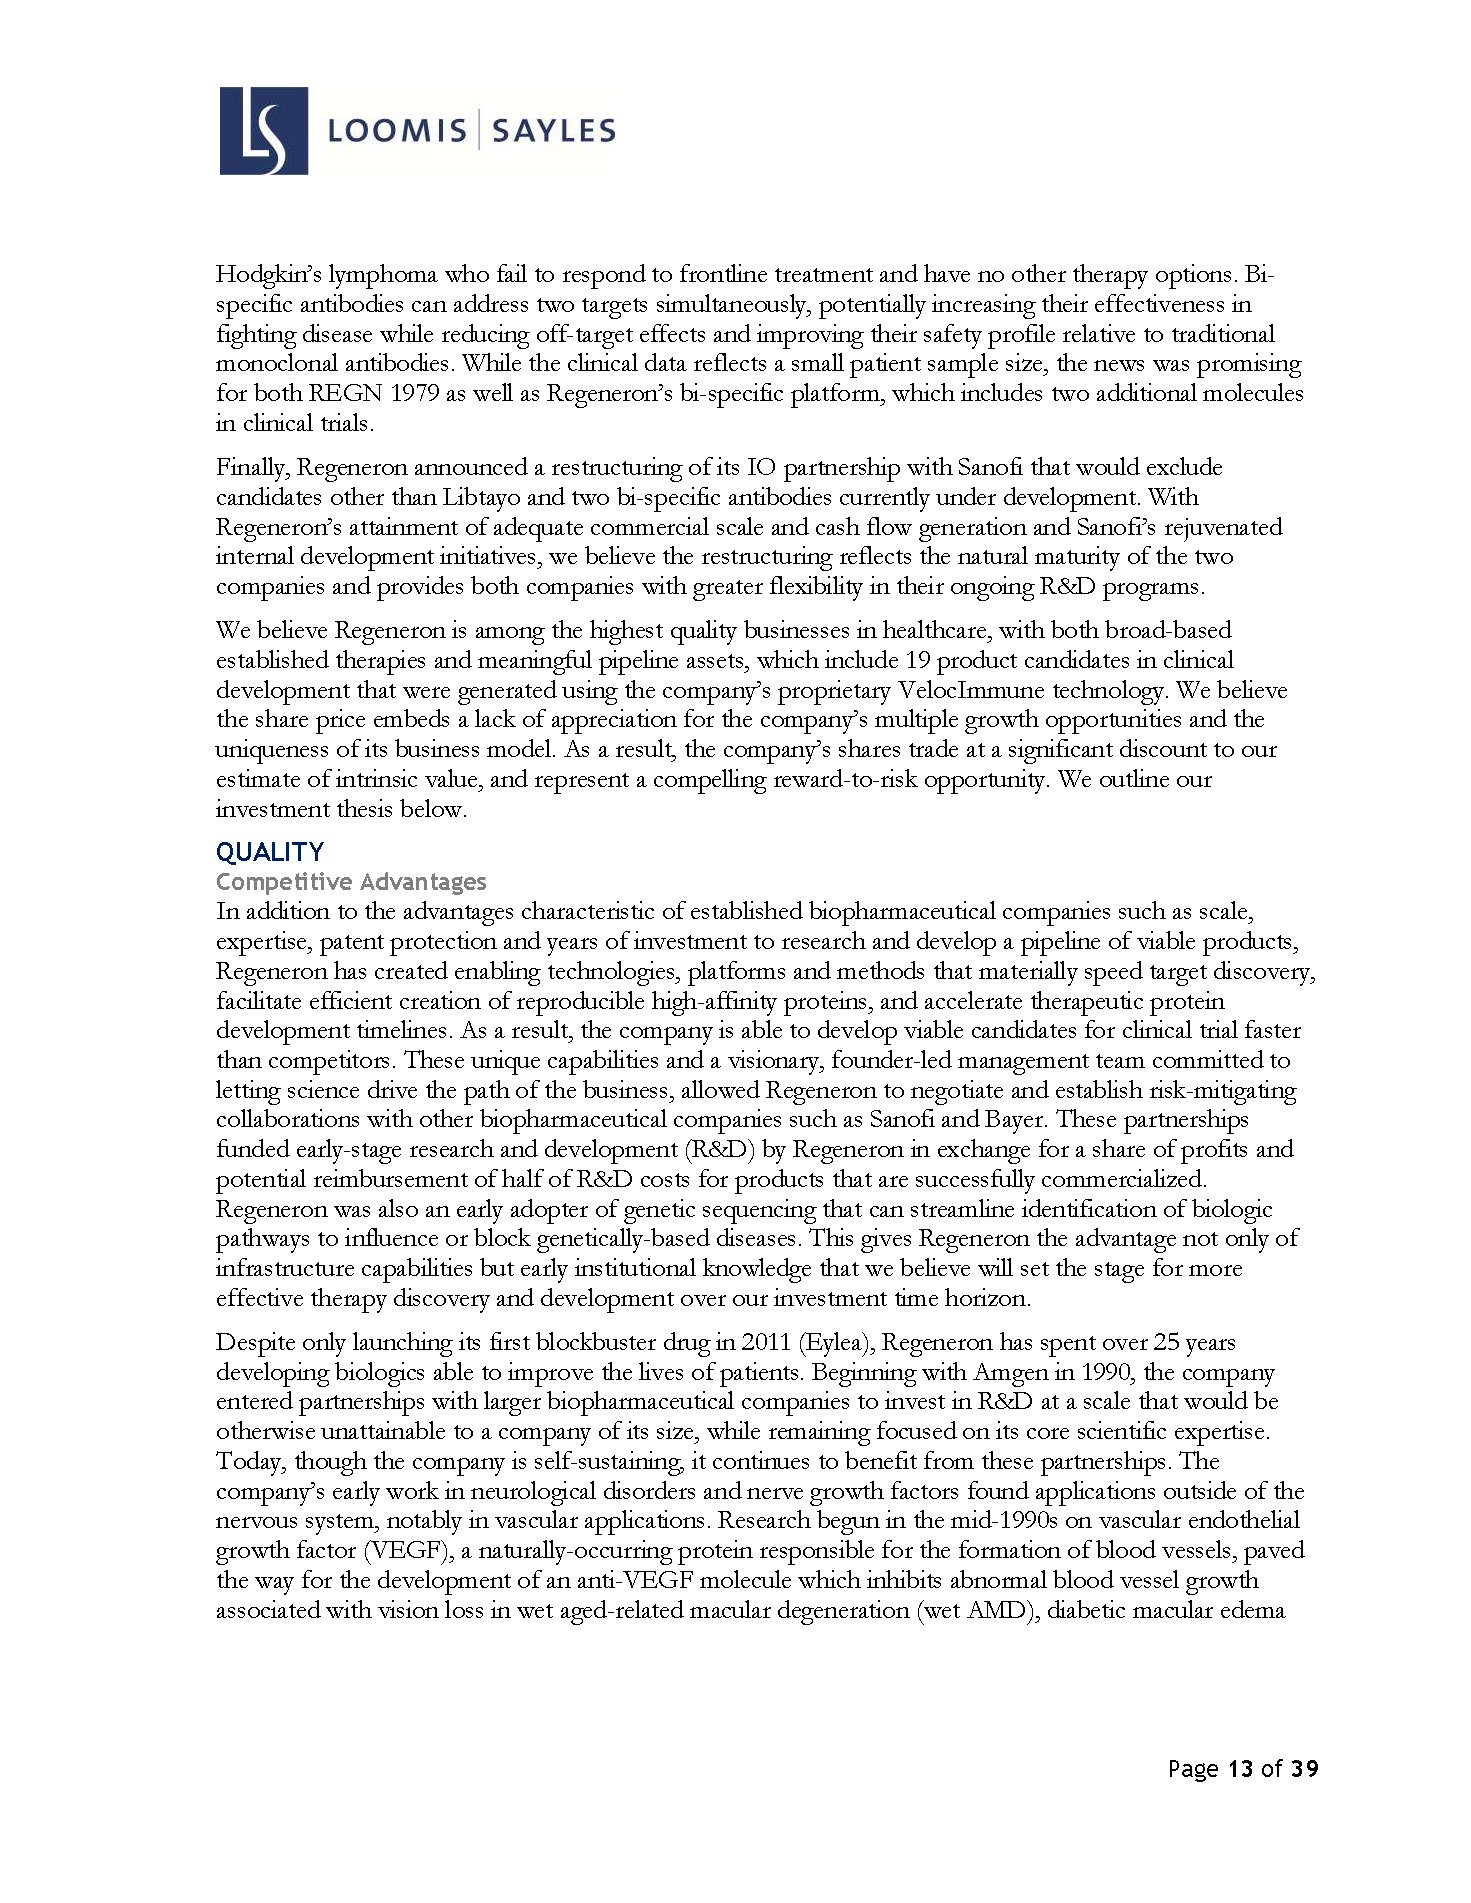 LS LOOMIS | SAYLES
Hodgkin's lymphoma who fail to respond to frontline treatment and have no other therapy options. Bi-
specific antibodies can address two targets simultaneously, potentially increasing their effectiveness in
fighting disease while reducing off-target effects and improving their safety profile relative to traditional
monoclonal antibodies. While the clinical data reflects a small patient sample size, the news was promising
for both REGN 1979 as well as Regeneron's bi-specific platform, which includes two additional molecules
in clinical trials.
Finally, Regeneron announced a restructuring of its IO partnership with Sanofi that would exclude
candidates other than Libtayo and two bi-specific antibodies currently under development. With
Regeneron's attainment of adequate commercial scale and cash flow generation and Sanofi's rejuvenated
internal development initiatives, we believe the restructuring reflects the natural maturity of the two
companies and provides both companies with greater flexibility in their ongoing R&D programs.
We believe Regeneron is among the highest quality businesses in healthcare, with both broad-based
established therapies and meaningful pipeline assets, which include 19 product candidates in clinical
development that were generated using the company's proprietary VelocImmune technology. We believe
the share price embeds a lack of appreciation for the company's multiple growth opportunities and the
uniqueness of its business model. As a result, the company's shares trade at a significant discount to our
estimate of intrinsic value, and represent a compelling reward-to-risk opportunity. We outline our
investment thesis below.
QUALITY
Competitive Advantages
In addition to the advantages characteristic of established biopharmaceutical companies such as scale,
expertise, patent protection and years of investment to research and develop a pipeline of viable products,
Regeneron has created enabling technologies, platforms and methods that materially speed target discovery,
facilitate efficient creation of reproducible high-affinity proteins, and accelerate therapeutic protein
development timelines. As a result, the company is able to develop viable candidates for clinical trial faster
than competitors. These unique capabilities and a visionary, founder-led management team committed to
letting science drive the path of the business, allowed Regeneron to negotiate and establish risk-mitigating
collaborations with other biopharmaceutical companies such as Sanofi and Bayer. These partnerships
funded early-stage research and development (R&D) by Regeneron in exchange for a share of profits and
potential reimbursement of half of R&D costs for products that are successfully commercialized.
Regeneron was also an early adopter of genetic sequencing that can streamline identification of biologic
pathways to influence or block genetically-based diseases. This gives Regeneron the advantage not only of
infrastructure capabilities but early institutional knowledge that we believe will set the stage for more
effective therapy discovery and development over our investment time horizon.
Despite only launching its first blockbuster drug in 2011 (Eylea), Regeneron has spent over 25 years
developing biologics able to improve the lives of patients. Beginning with Amgen in 1990, the company
entered partnerships with larger biopharmaceutical companies to invest in R&D at a scale that would be
otherwise unattainable to a company of its size, while remaining focused on its core scientific expertise.
Today, though the company is self-sustaining, it continues to benefit from these partnerships. The
company's early work in neurological disorders and nerve growth factors found applications outside of the
nervous system, notably in vascular applications. Research begun in the mid-1990s on vascular endothelial
growth factor (VEGF), a naturally-occurring protein responsible for the formation of blood vessels, paved
the way for the development of an anti-VEGF molecule which inhibits abnormal blood vessel growth
associated with vision loss in wet aged-related macular degeneration (wet AMD), diabetic macular edema
Page 13 of 39